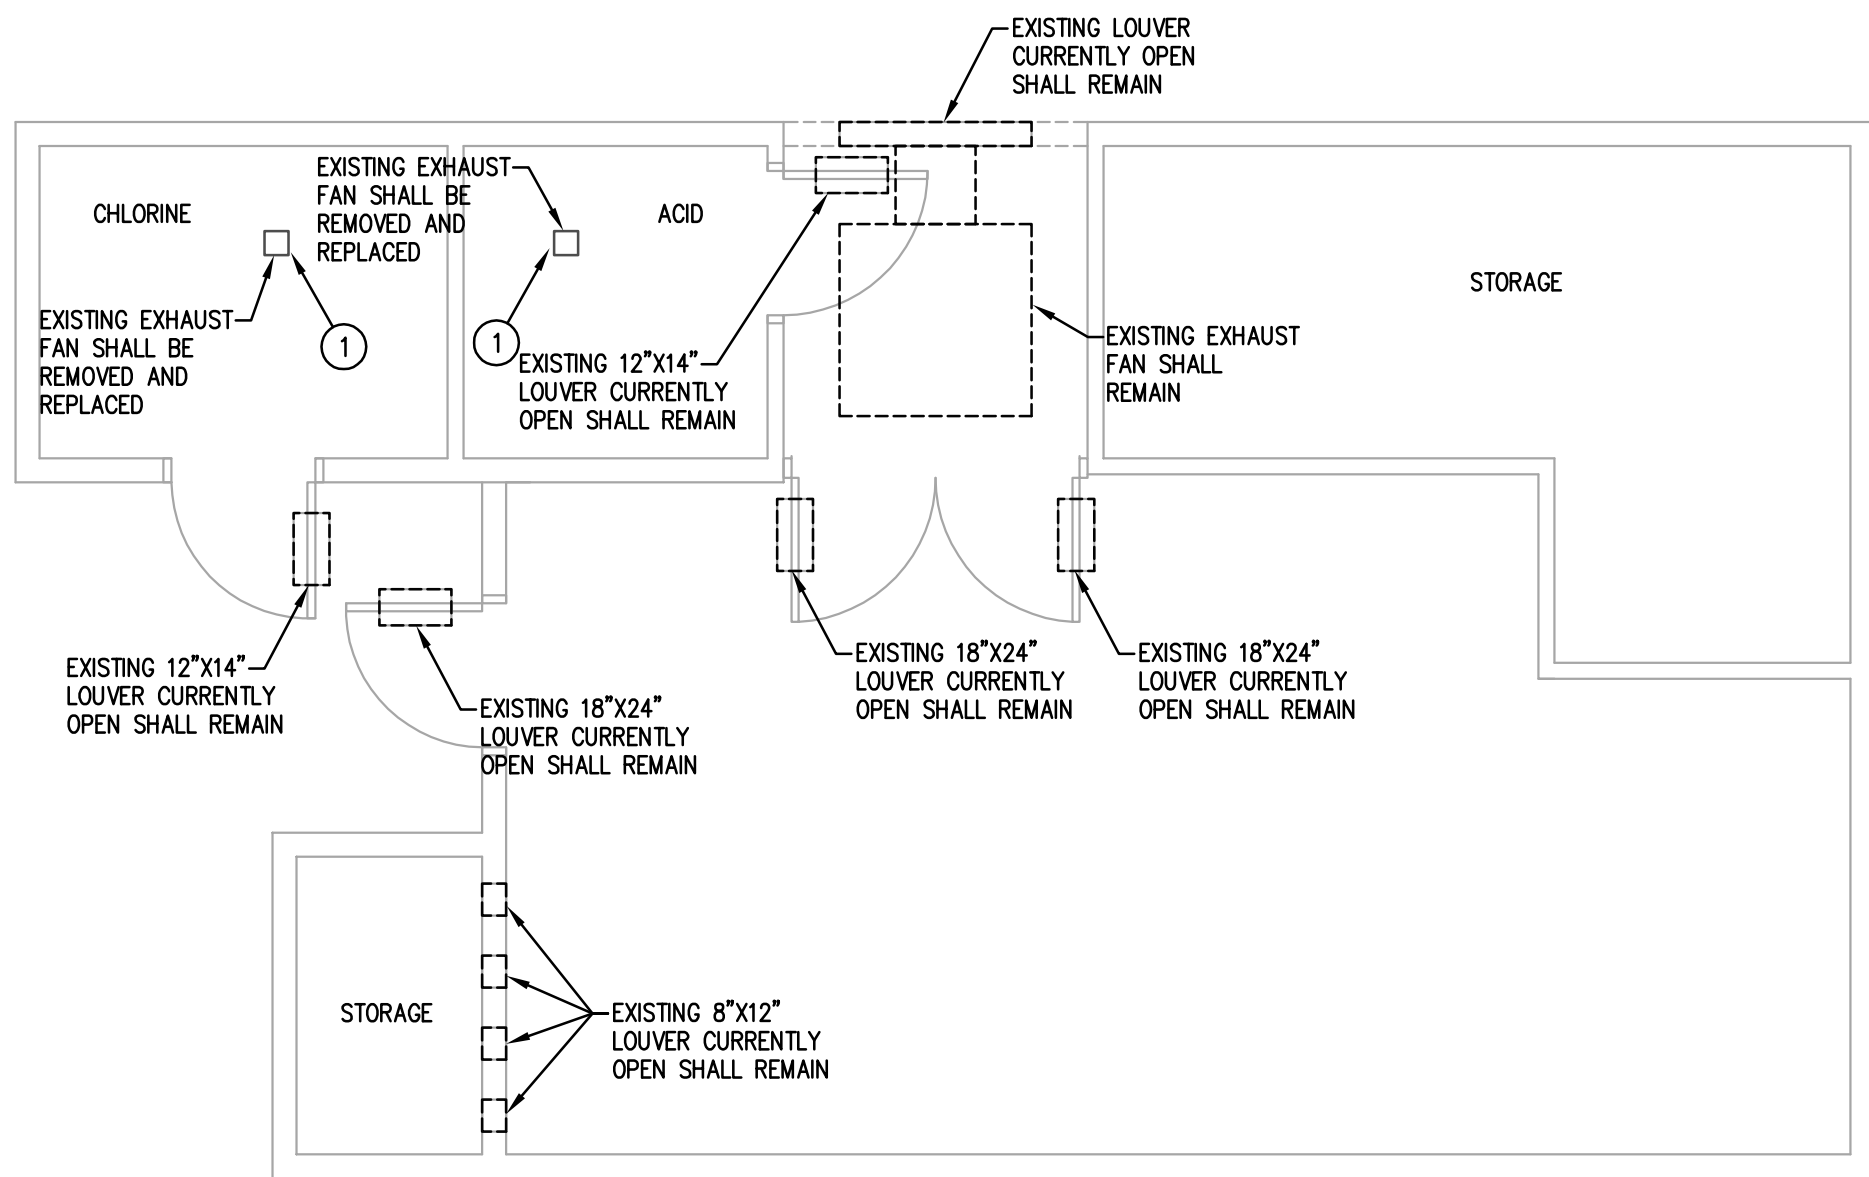 EXISTING LOUVER
CURRENTLY OPEN
SHALL REMAIN
CHLORINE
EXISTING EXHAUST
FAN SHALL BE
REMOVED AND
REPLACED
ACID
STORAGE
EXISTING EXHAUST
FAN SHALL BE
REMOVED AND
REPLACED
1
1
EXISTING 12"X14"
LOUVER CURRENTLY
OPEN SHALL REMAIN
EXISTING EXHAUST
FAN SHALL
REMAIN
EXISTING 12"X14"
LOUVER CURRENTLY
OPEN SHALL REMAIN
EXISTING 18"X24"
LOUVER CURRENTLY
OPEN SHALL REMAIN
EXISTING 18"X24"
LOUVER CURRENTLY
OPEN SHALL REMAIN
EXISTING 18"X24"
LOUVER CURRENTLY
OPEN SHALL REMAIN
STORAGE
EXISTING 8"X12"
LOUVER CURRENTLY
OPEN SHALL REMAIN